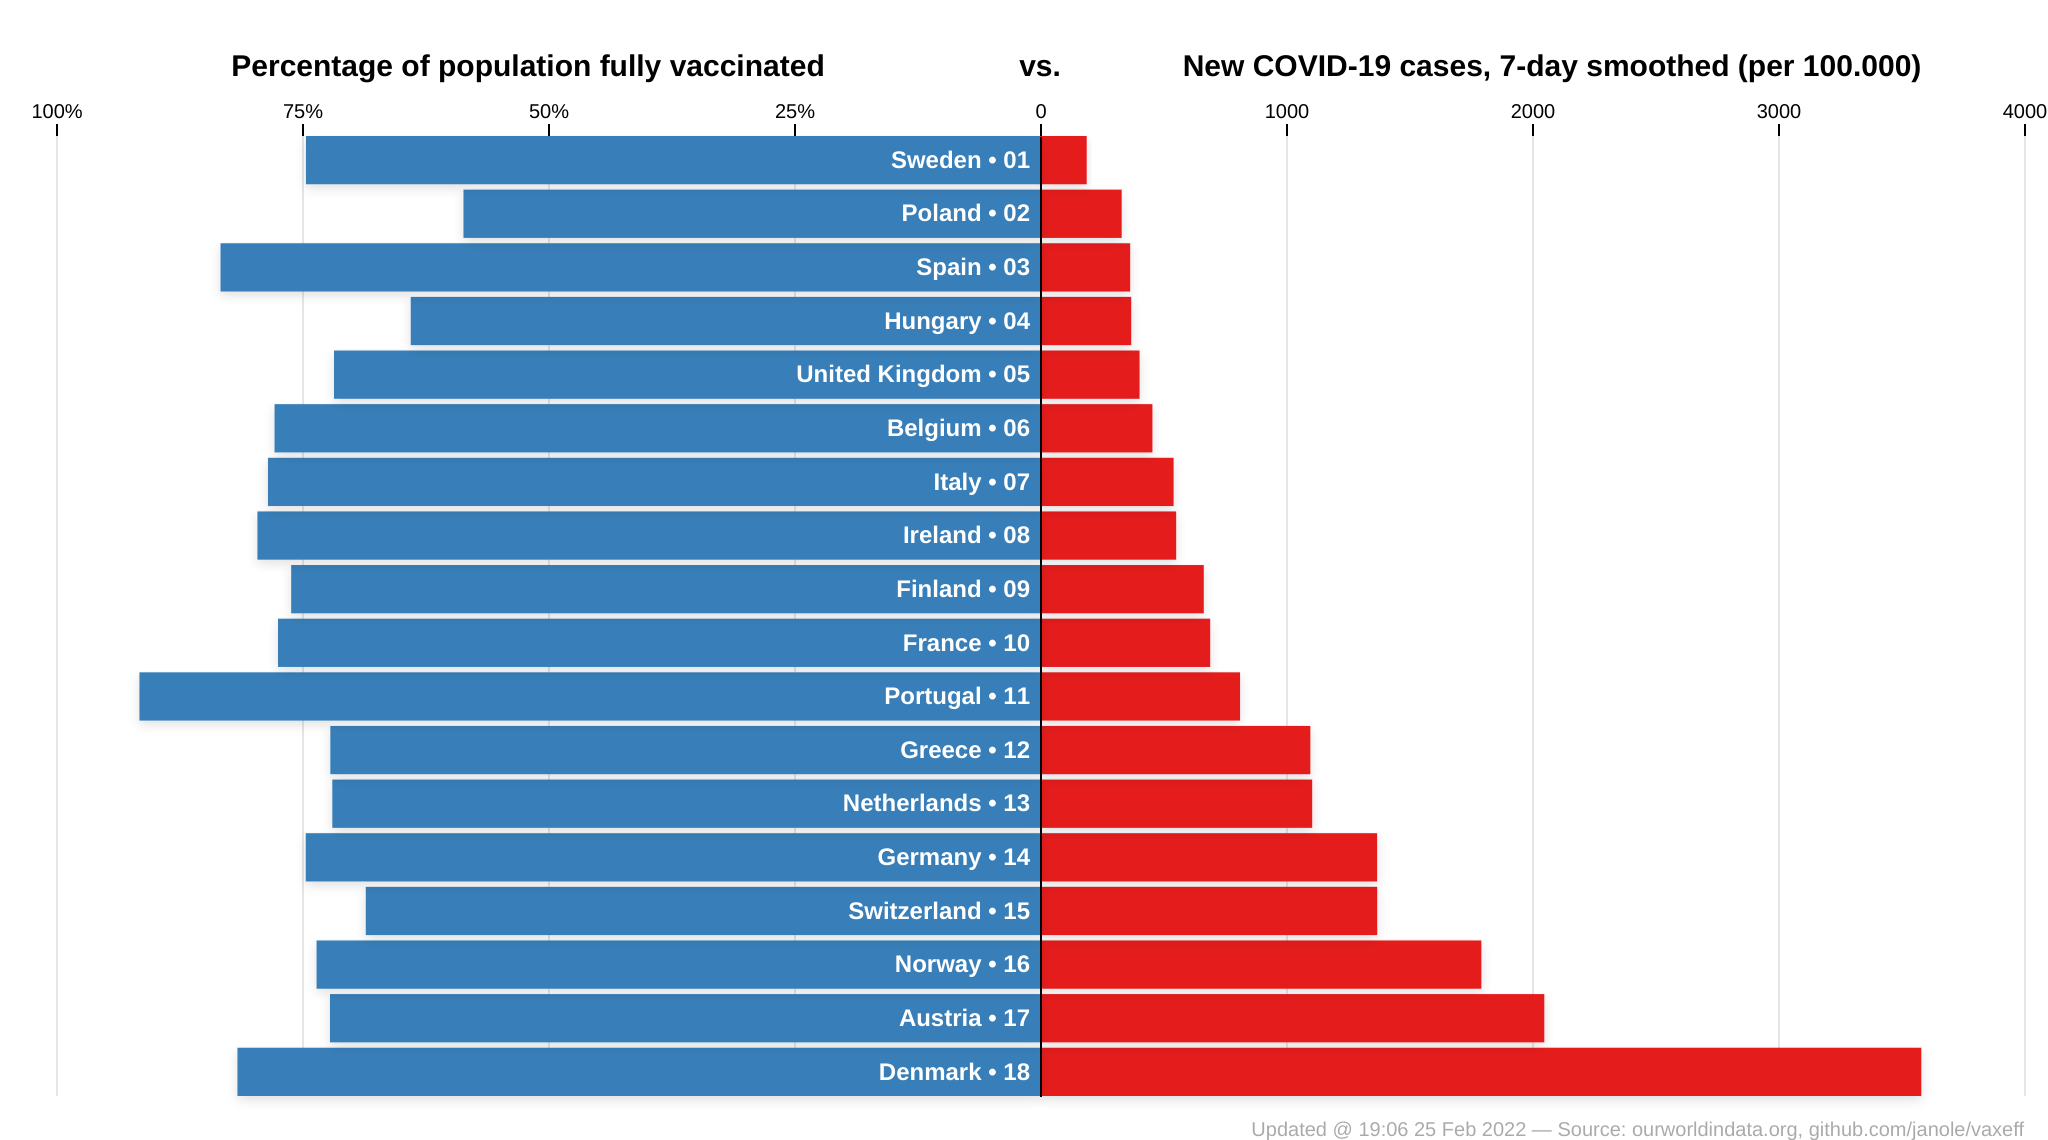 Percentage of population fully vaccinated vs. New COVID-19 cases, 7-day smoothed (per 100.000)
100% 75% 50% 25% 0 1000 2000 3000 4000
Sweden • 01
Poland • 02
Spain • 03
Hungary • 04
United Kingdom • 05
Belgium • 06
Italy • 07
Ireland • 08
Finland • 09
France • 10
Portugal • 11
Greece • 12
Netherlands • 13
Germany • 14
Switzerland • 15
Norway • 16
Austria • 17
Denmark • 18
Updated @ 19:06 25 Feb 2022 — Source: ourworldindata.org, github.com/janole/vaxeff